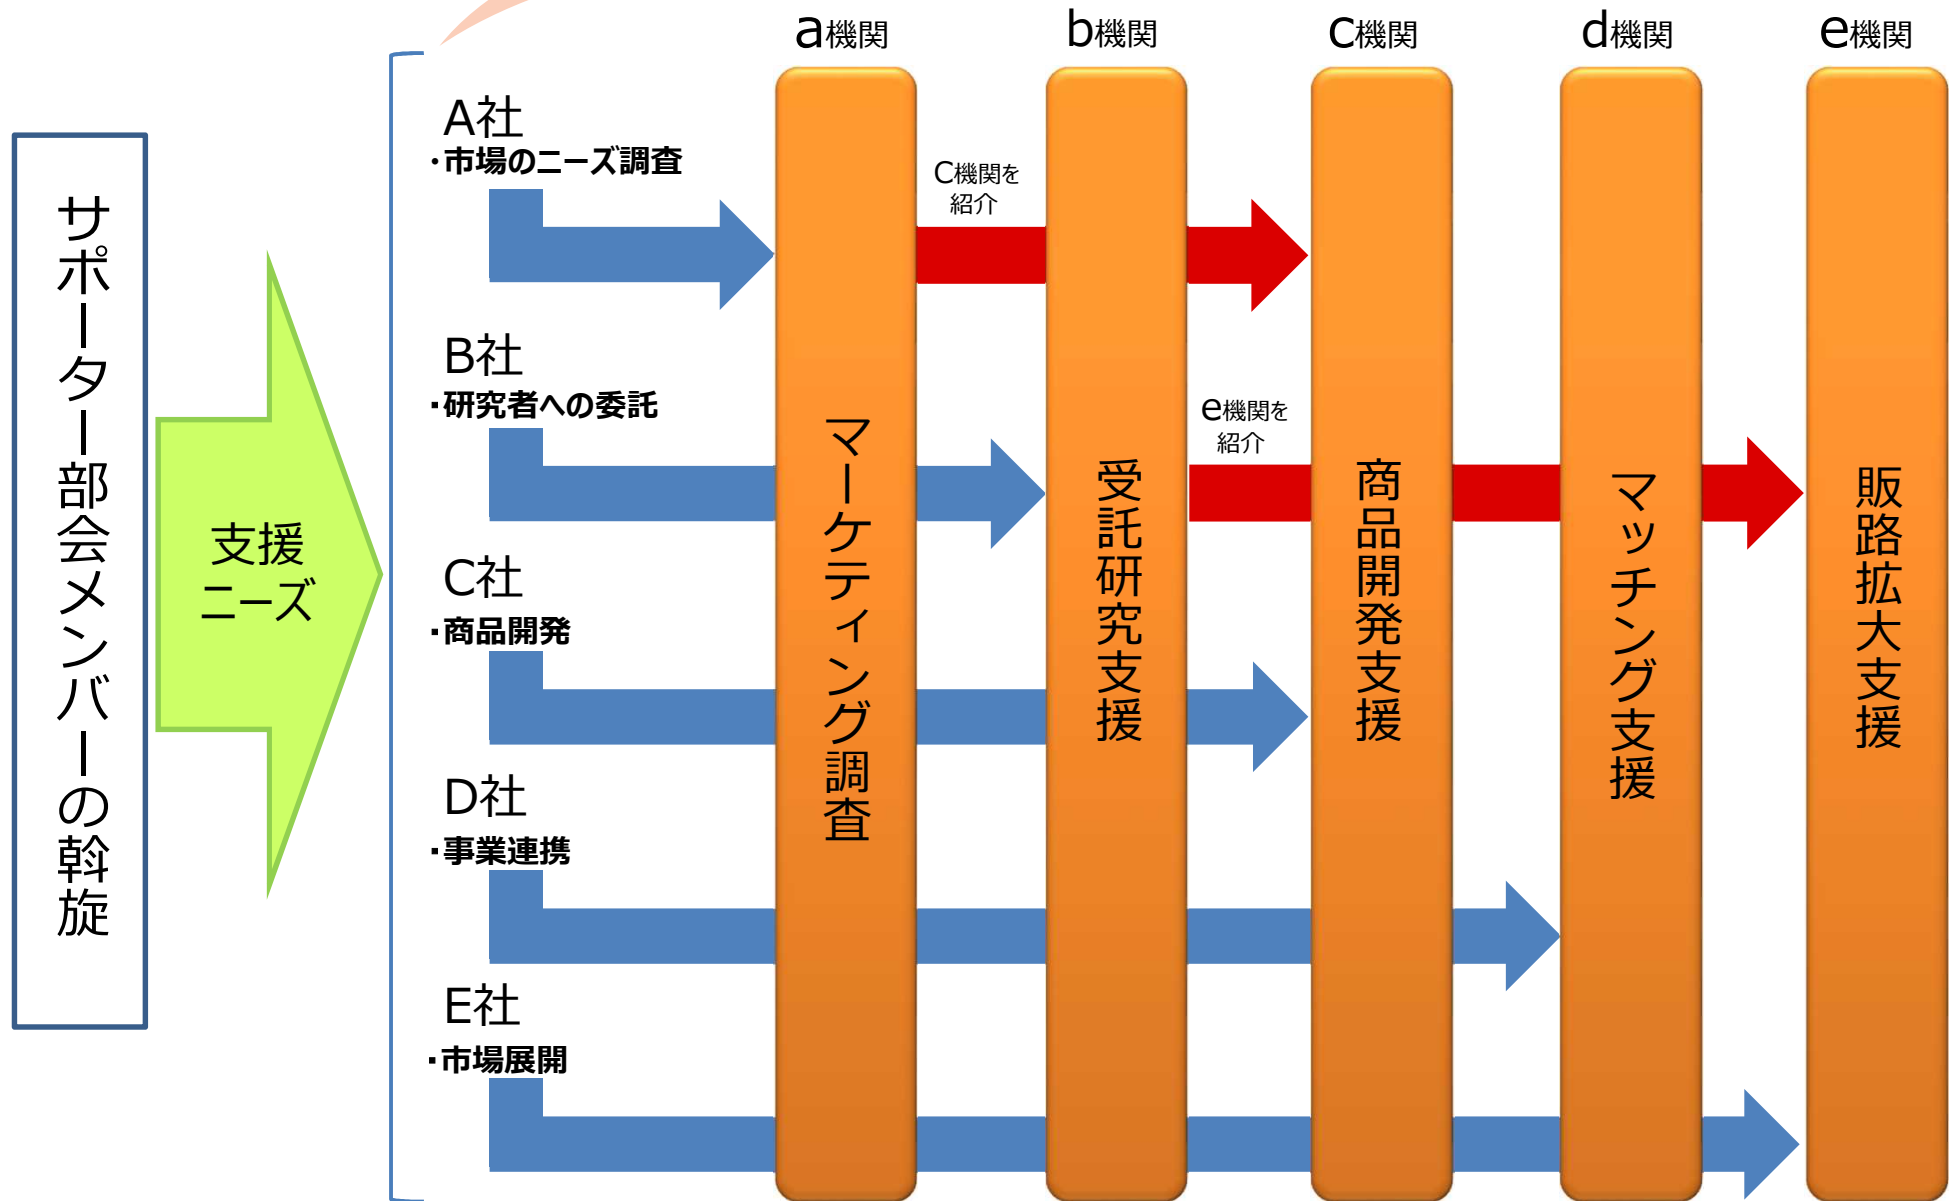 a機関
b機関
c機関
d機関
e機関
サポーター部会メンバーの斡旋
支援
ニーズ
A社
・市場のニーズ調査
C機関を
紹介
B社
・研究者への委託
e機関を
紹介
C社
・商品開発
D社
・事業連携
E社
・市場展開
マーケティング調査
受託研究支援
商品開発支援
マッチング支援
販路拡大支援